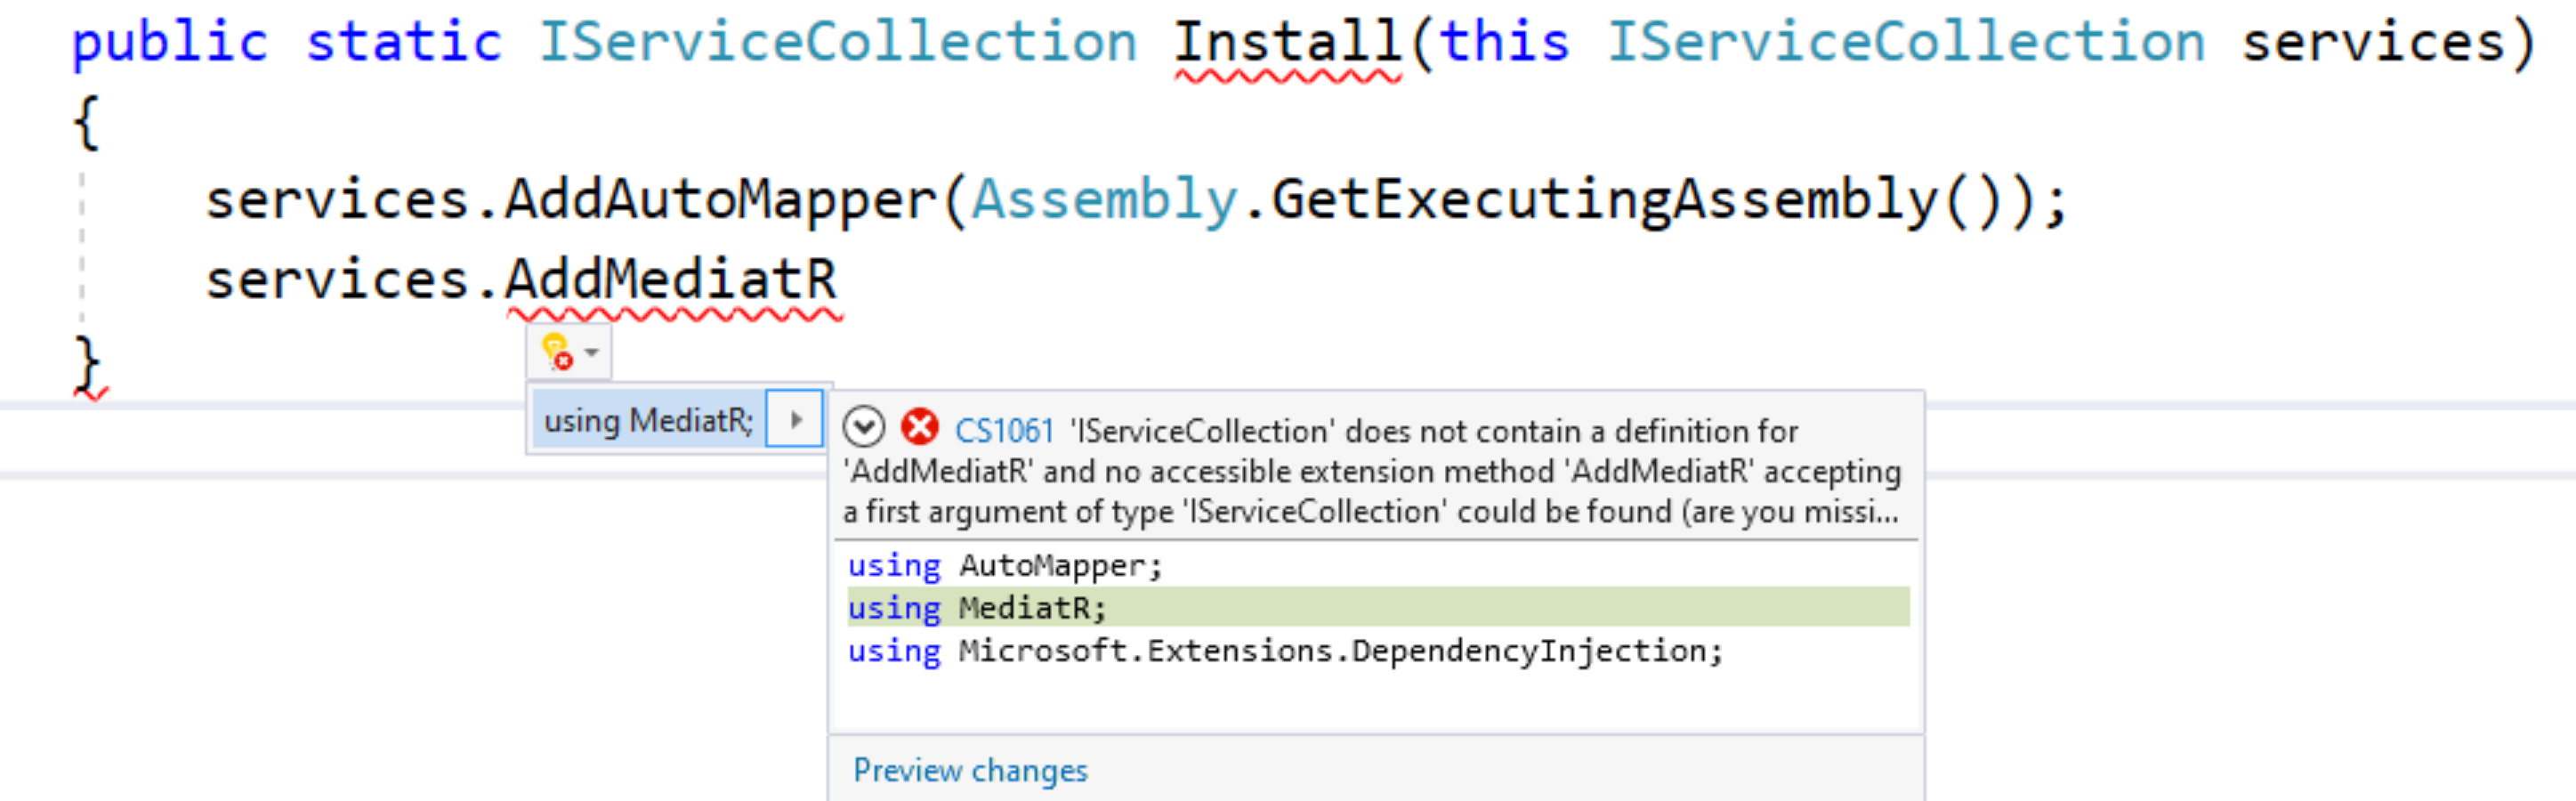 public static IServiceCollection Install(this IServiceCollection services)
{
services.AddAutoMapper(Assembly.GetExecutingAssembly());
services.AddMediatR
}
using MediatR;
CS1061 'IServiceCollection' does not contain a definition for
'AddMediatR' and no accessible extension method 'AddMediatR' accepting
a first argument of type 'IServiceCollection' could be found (are you missi...
using AutoMapper;
using MediatR;
using Microsoft.Extensions.DependencyInjection;
Preview changes